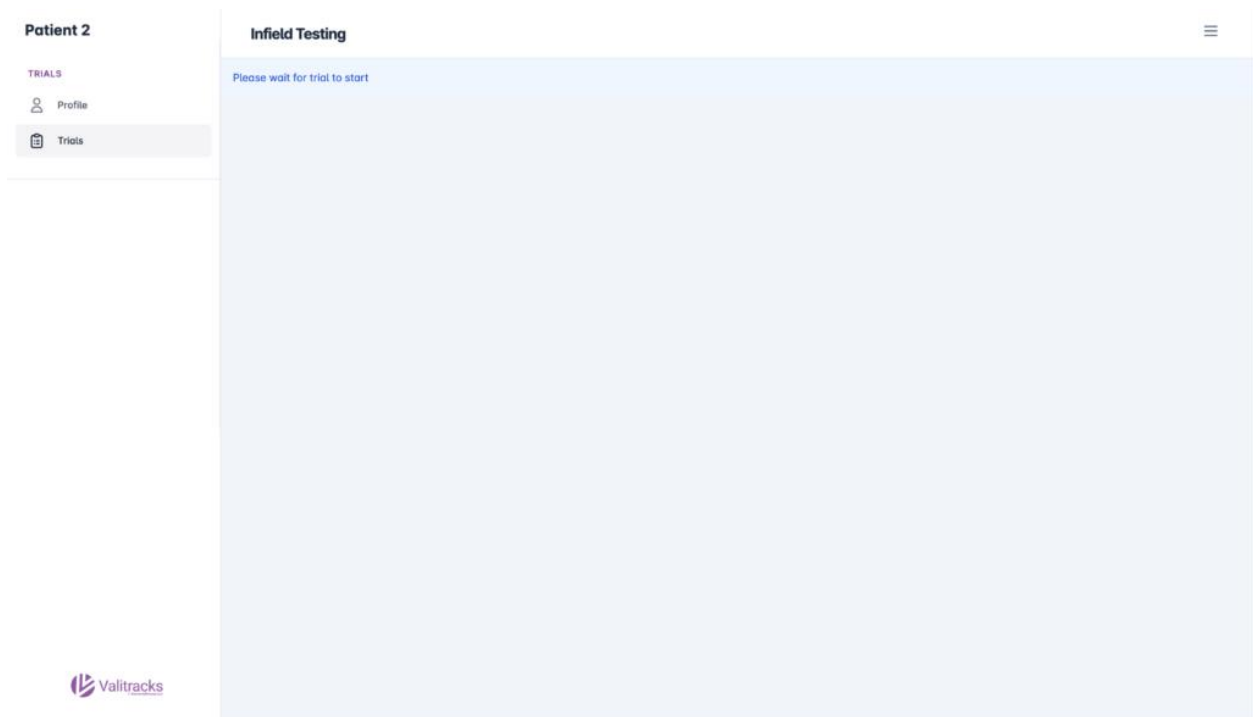 Patient 2
TRIALS
Profile
Trials
Infield Testing
Please wait for trial to start
Valitracks